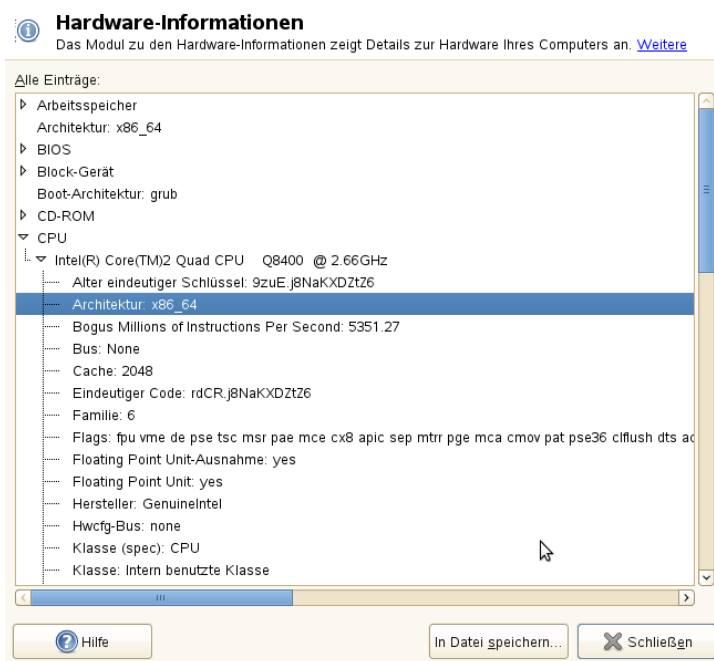 Hardware-Informationen
Das Modul zu den Hardware-Informationen zeigt Details zur Hardware Ihres Computers an. Weitere
Alle Einträge:
Arbeitsspeicher
Architektur: x86_64
BIOS
Block-Gerät
Boot-Architektur: grub
CD-ROM
CPU
Intel(R) Core(TM)2 Quad CPU Q8400 @ 2.66GHz
Alter eindeutiger Schlüssel: 9zuE.j8NaKXDZtZ6
Architektur: x86_64
Bogus Millions of Instructions Per Second: 5351.27
Bus: None
Cache: 2048
Eindeutiger Code: rdCR.j8NaKXDZtZ6
Familie: 6
Flags: fpu vme de pse tsc msr pae mce cx8 apic sep mtrr pge mca cmov pat pse36 clflush dts ac
Floating Point Unit-Ausnahme: yes
Floating Point Unit: yes
Hersteller: GenuineIntel
Hwcfg-Bus: none
Klasse (spec): CPU
Klasse: Intern benutzte Klasse
Hilfe
In Datei speichern...
Schließen